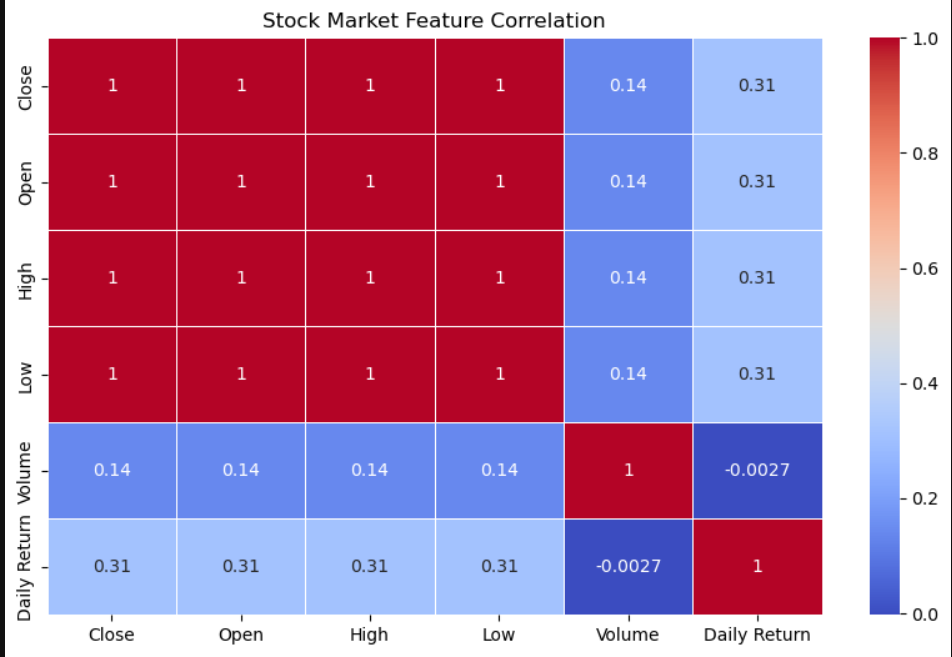 Stock Market Feature Correlation
Close 1 1 1 1 0.14 0.31
Open 1 1 1 1 0.14 0.31
High 1 1 1 1 0.14 0.31
Low 1 1 1 1 0.14 0.31
Volume 0.14 0.14 0.14 0.14 1 -0.0027
Daily Return 0.31 0.31 0.31 0.31 -0.0027 1
Close Open High Low Volume Daily Return
1.0
0.8
0.6
0.4
0.2
0.0